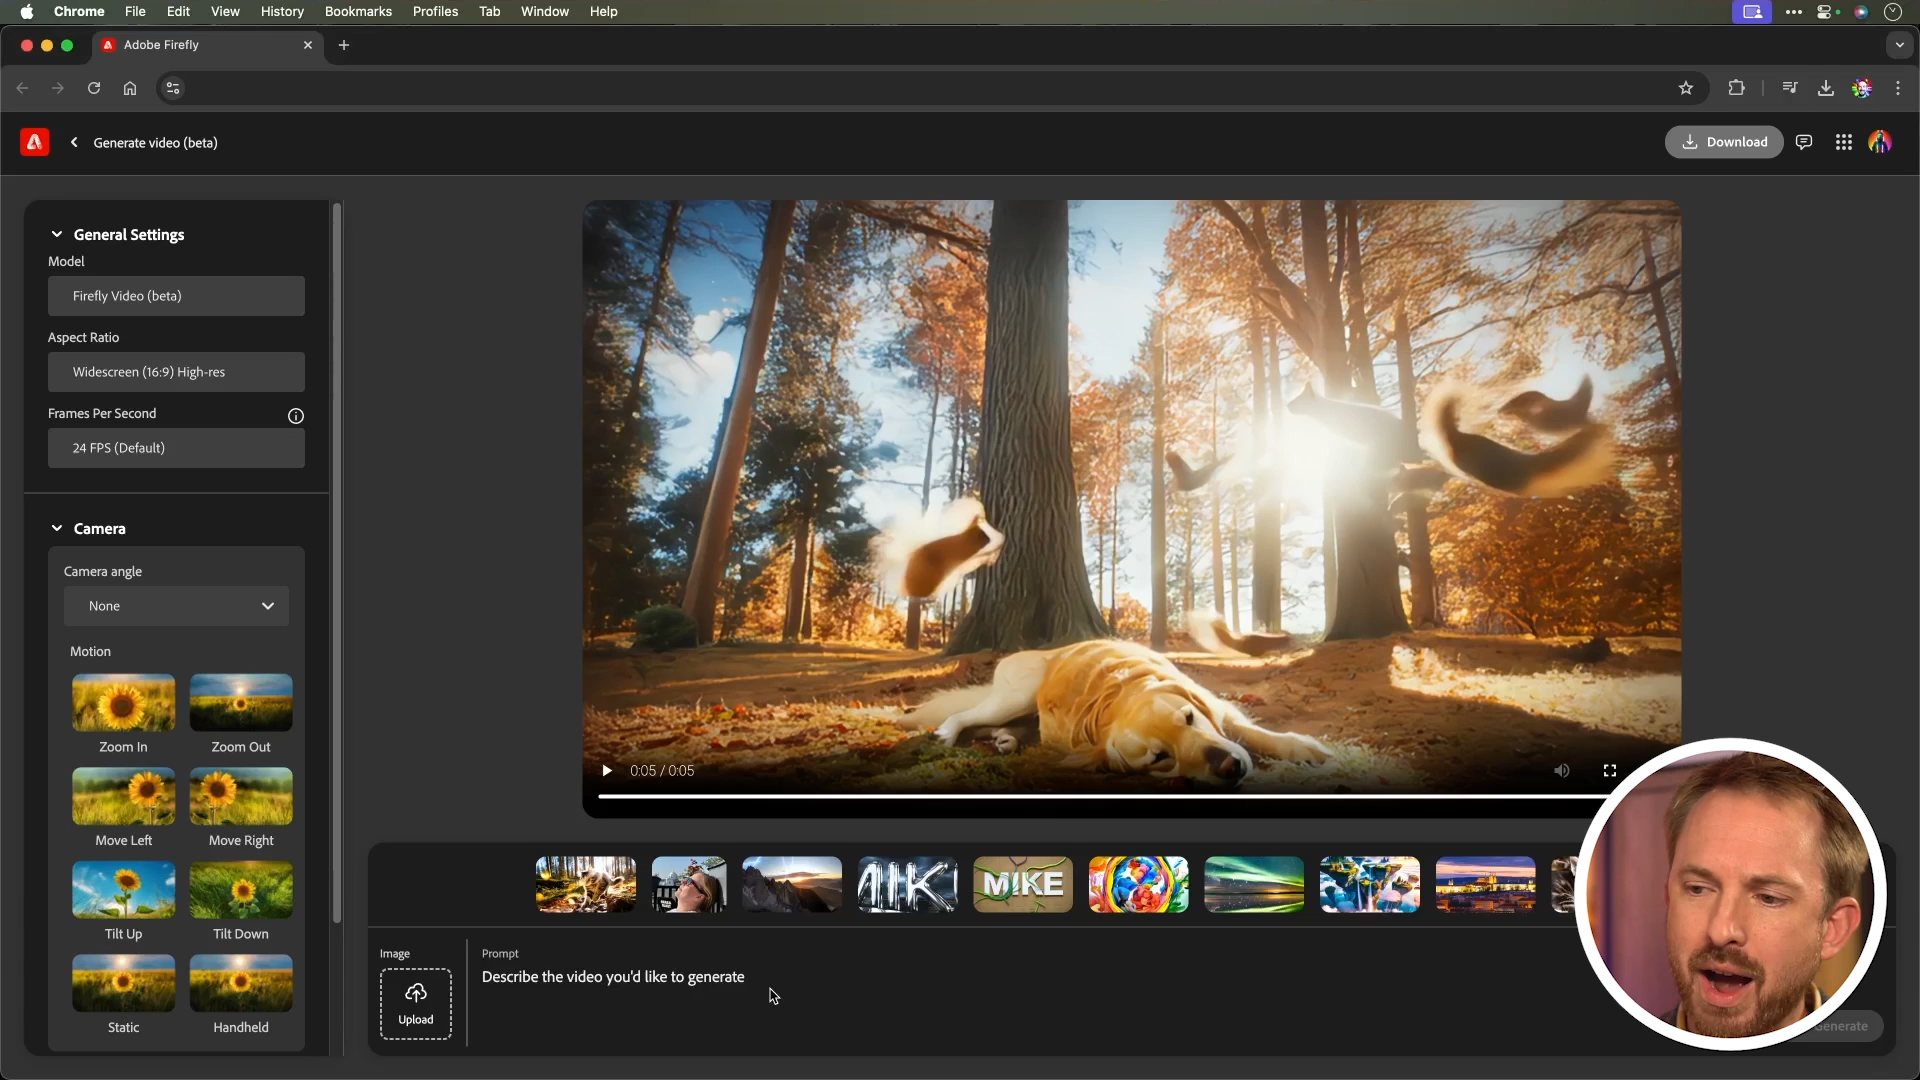 Chrome File Edit View History Bookmarks Profiles Tab Window Help
Adobe Firefly
Generate video (beta)
Download
General Settings
Model
Firefly Video (beta)
Aspect Ratio
Widescreen (16:9) High-res
Frames Per Second
24 FPS (Default)
Camera
Camera angle
None
Motion
Zoom In Zoom Out
Move Left Move Right
Tilt Up Tilt Down
Static Handheld
0:05 / 0:05
MIKE
Image
Upload
Prompt
Describe the video you'd like to generate
Generate